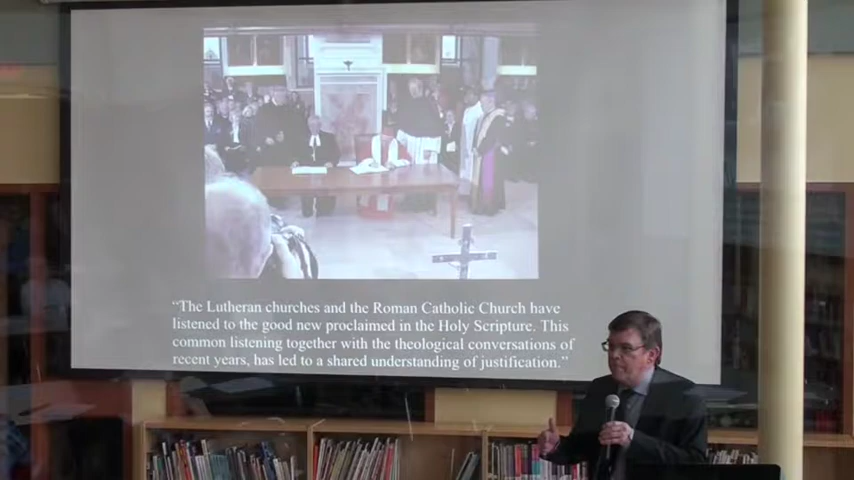 “The Lutheran churches and the Roman Catholic Church have
listened to the good new proclaimed in the Holy Scripture. This
common listening together with the theological conversations of
recent years, has led to a shared understanding of justification.”